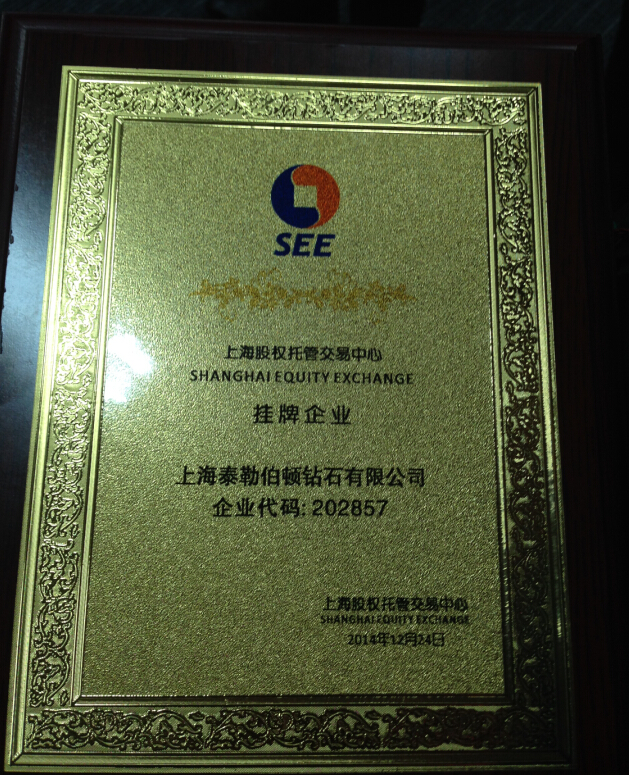 SEE
上海股权托管交易中心
SHANGHAI EQUITY EXCHANGE
挂牌企业
上海泰勒伯顿钻石有限公司
企业代码: 202857
上海股权托管交易中心
SHANGHAI EQUITY EXCHANGE
2014年12月24日